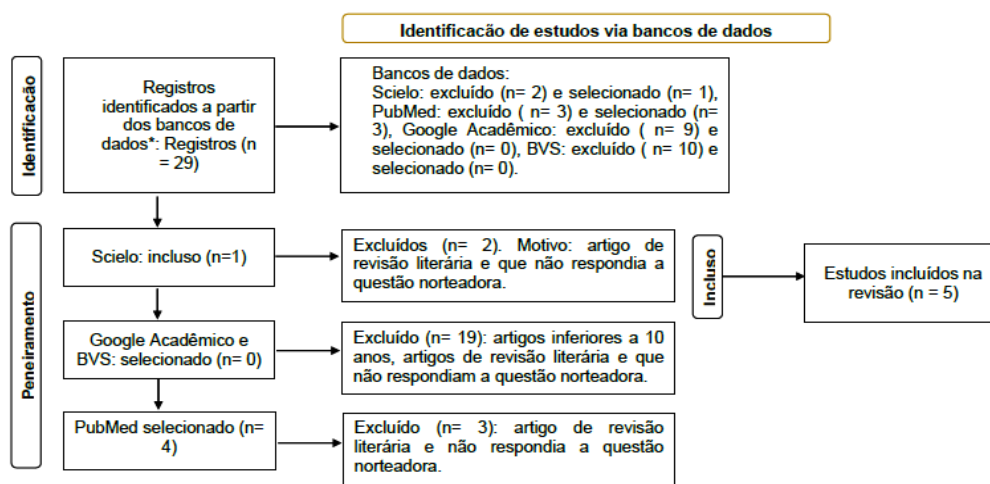 Identificacão de estudos via bancos de dados
Identificação
Registros
identificados a partir
dos bancos de
dados*: Registros (n
= 29)
Bancos de dados:
Scielo: excluído (n= 2) e selecionado (n= 1),
PubMed: excluído ( n= 3) e selecionado (n=
3), Google Acadêmico: excluído ( n= 9) e
selecionado (n= 0), BVS: excluído ( n= 10) e
selecionado (n= 0).
Peneiramento
Scielo: incluso (n=1)
Excluídos (n= 2). Motivo: artigo de
revisão literária e que não respondia a
questão norteadora.
Google Acadêmico e
BVS: selecionado (n= 0)
Excluído (n= 19): artigos inferiores a 10
anos, artigos de revisão literária e que
não respondiam a questão norteadora.
PubMed selecionado (n=
4)
Excluído (n= 3): artigo de revisão
literária e não respondia a questão
norteadora.
Incluso
Estudos incluídos na
revisão (n = 5)